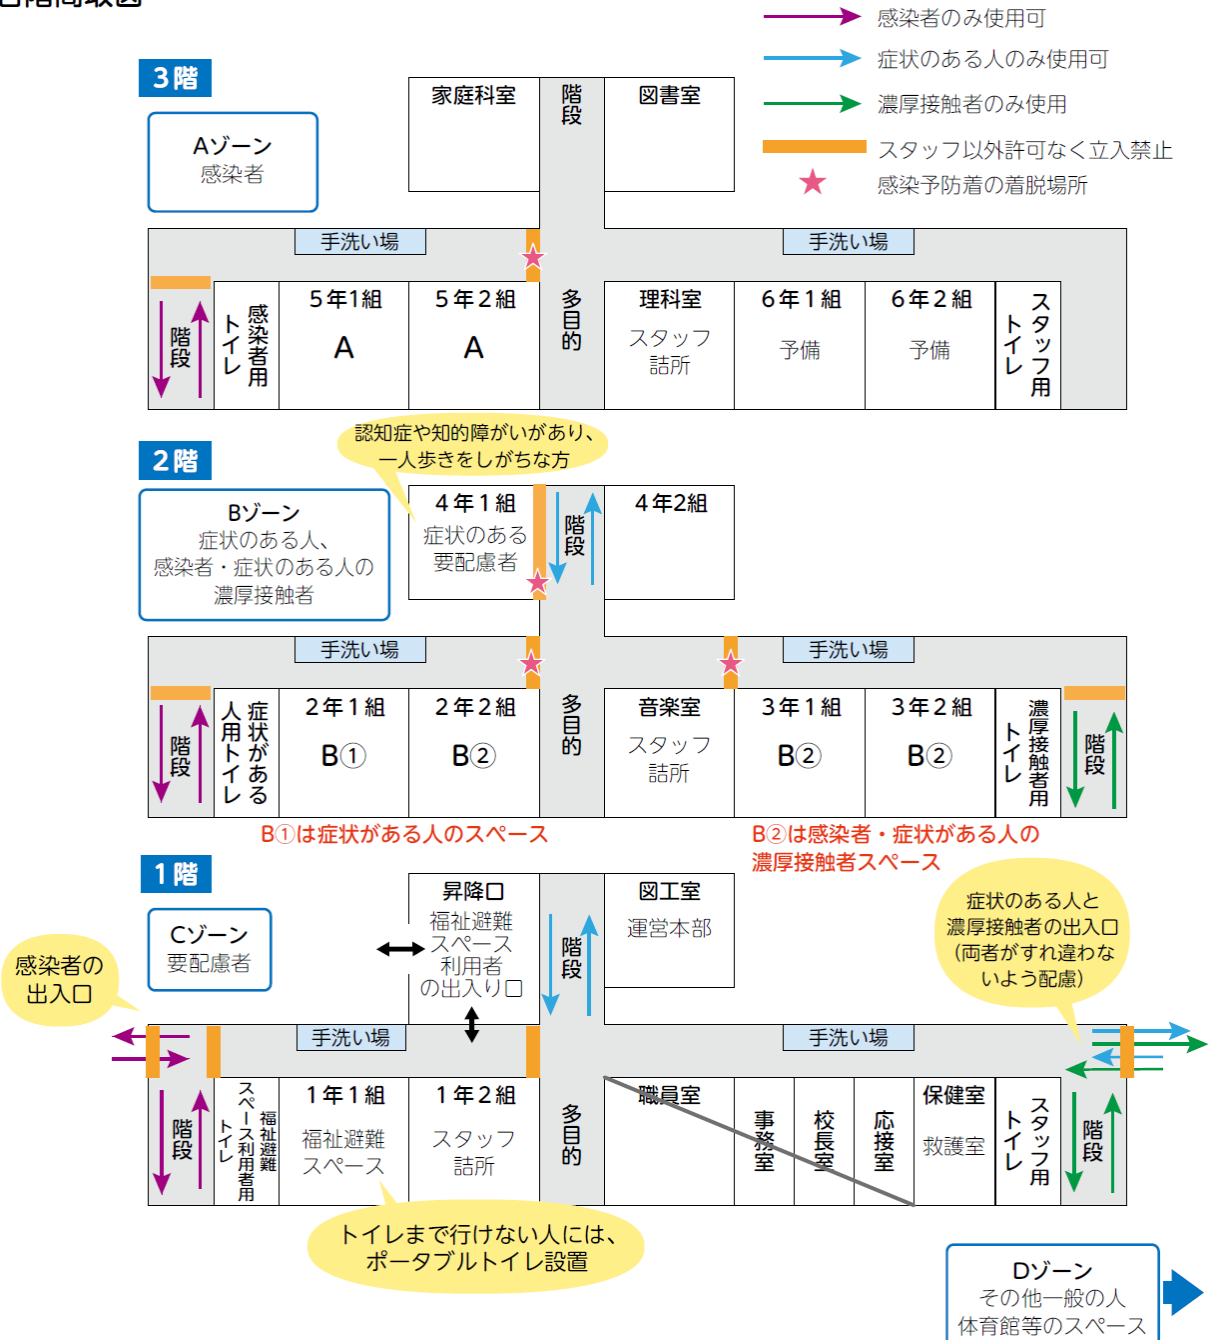 各階間取図
感染者のみ使用可
症状のある人のみ使用可
濃厚接触者のみ使用
スタッフ以外許可なく立入禁止
感染予防着の着脱場所
3階
Aゾーン
感染者
家庭科室
階段
図書室
手洗い場
手洗い場
階段
感染者用
トイレ
5年1組
A
5年2組
A
多目的
理科室
スタッフ
詰所
6年1組
予備
6年2組
予備
スタッフ用
トイレ
認知症や知的障がいがあり、
一人歩きをしがちな方
2階
Bゾーン
症状のある人、
感染者・症状のある人の
濃厚接触者
4年1組
症状のある
要配慮者
階段
4年2組
手洗い場
手洗い場
階段
症状がある
人用トイレ
2年1組
B①
2年2組
B②
多目的
音楽室
スタッフ
詰所
3年1組
B②
3年2組
B②
濃厚接触者用
トイレ
階段
B①は症状がある人のスペース
B②は感染者・症状がある人の
濃厚接触者スペース
1階
Cゾーン
要配慮者
感染者の
出入口
昇降口
福祉避難
スペース
利用者
の出入り口
階段
図工室
運営本部
症状のある人と
濃厚接触者の出入口
(両者がすれ違わな
いよう配慮)
手洗い場
手洗い場
階段
福祉避難
スペース利用者用
トイレ
1年1組
福祉避難
スペース
1年2組
スタッフ
詰所
多目的
職員室
事務室
校長室
応接室
保健室
救護室
スタッフ用
トイレ
階段
トイレまで行けない人には、
ポータブルトイレ設置
Dゾーン
その他一般の人
体育館等のスペース